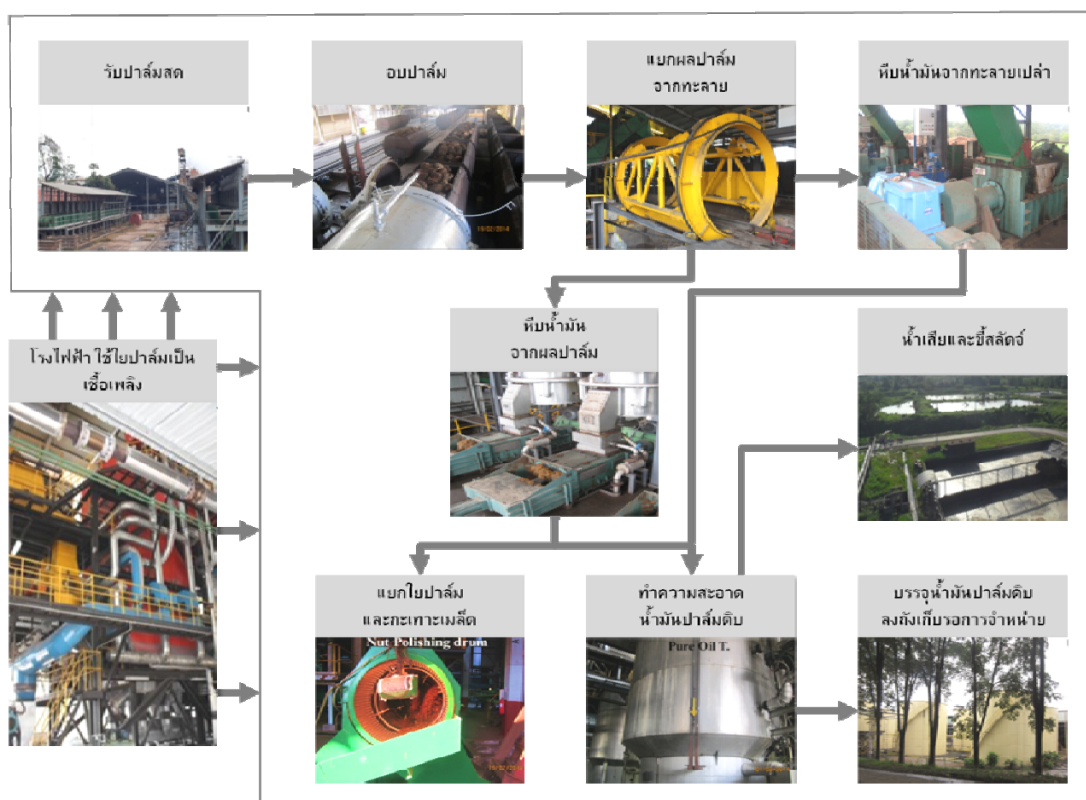 รับปาล์มสด
อบปาล์ม
แยกผลปาล์ม
จากทะลาย
หีบน้ำมันจากทะลายเปล่า
19/02/2014
หีบน้ำมัน
จากผลปาล์ม
น้ำเสียและขี้สลัดจ์
โรงไฟฟ้า ใช้ใยปาล์มเป็น
เชื้อเพลิง
แยกใยปาล์ม
และกะเทาะเมล็ด
Nut Polishing drum
ทำความสะอาด
น้ำมันปาล์มดิบ
Pure Oil T.
บรรจุน้ำมันปาล์มดิบ
ลงถังเก็บรอการจำหน่าย